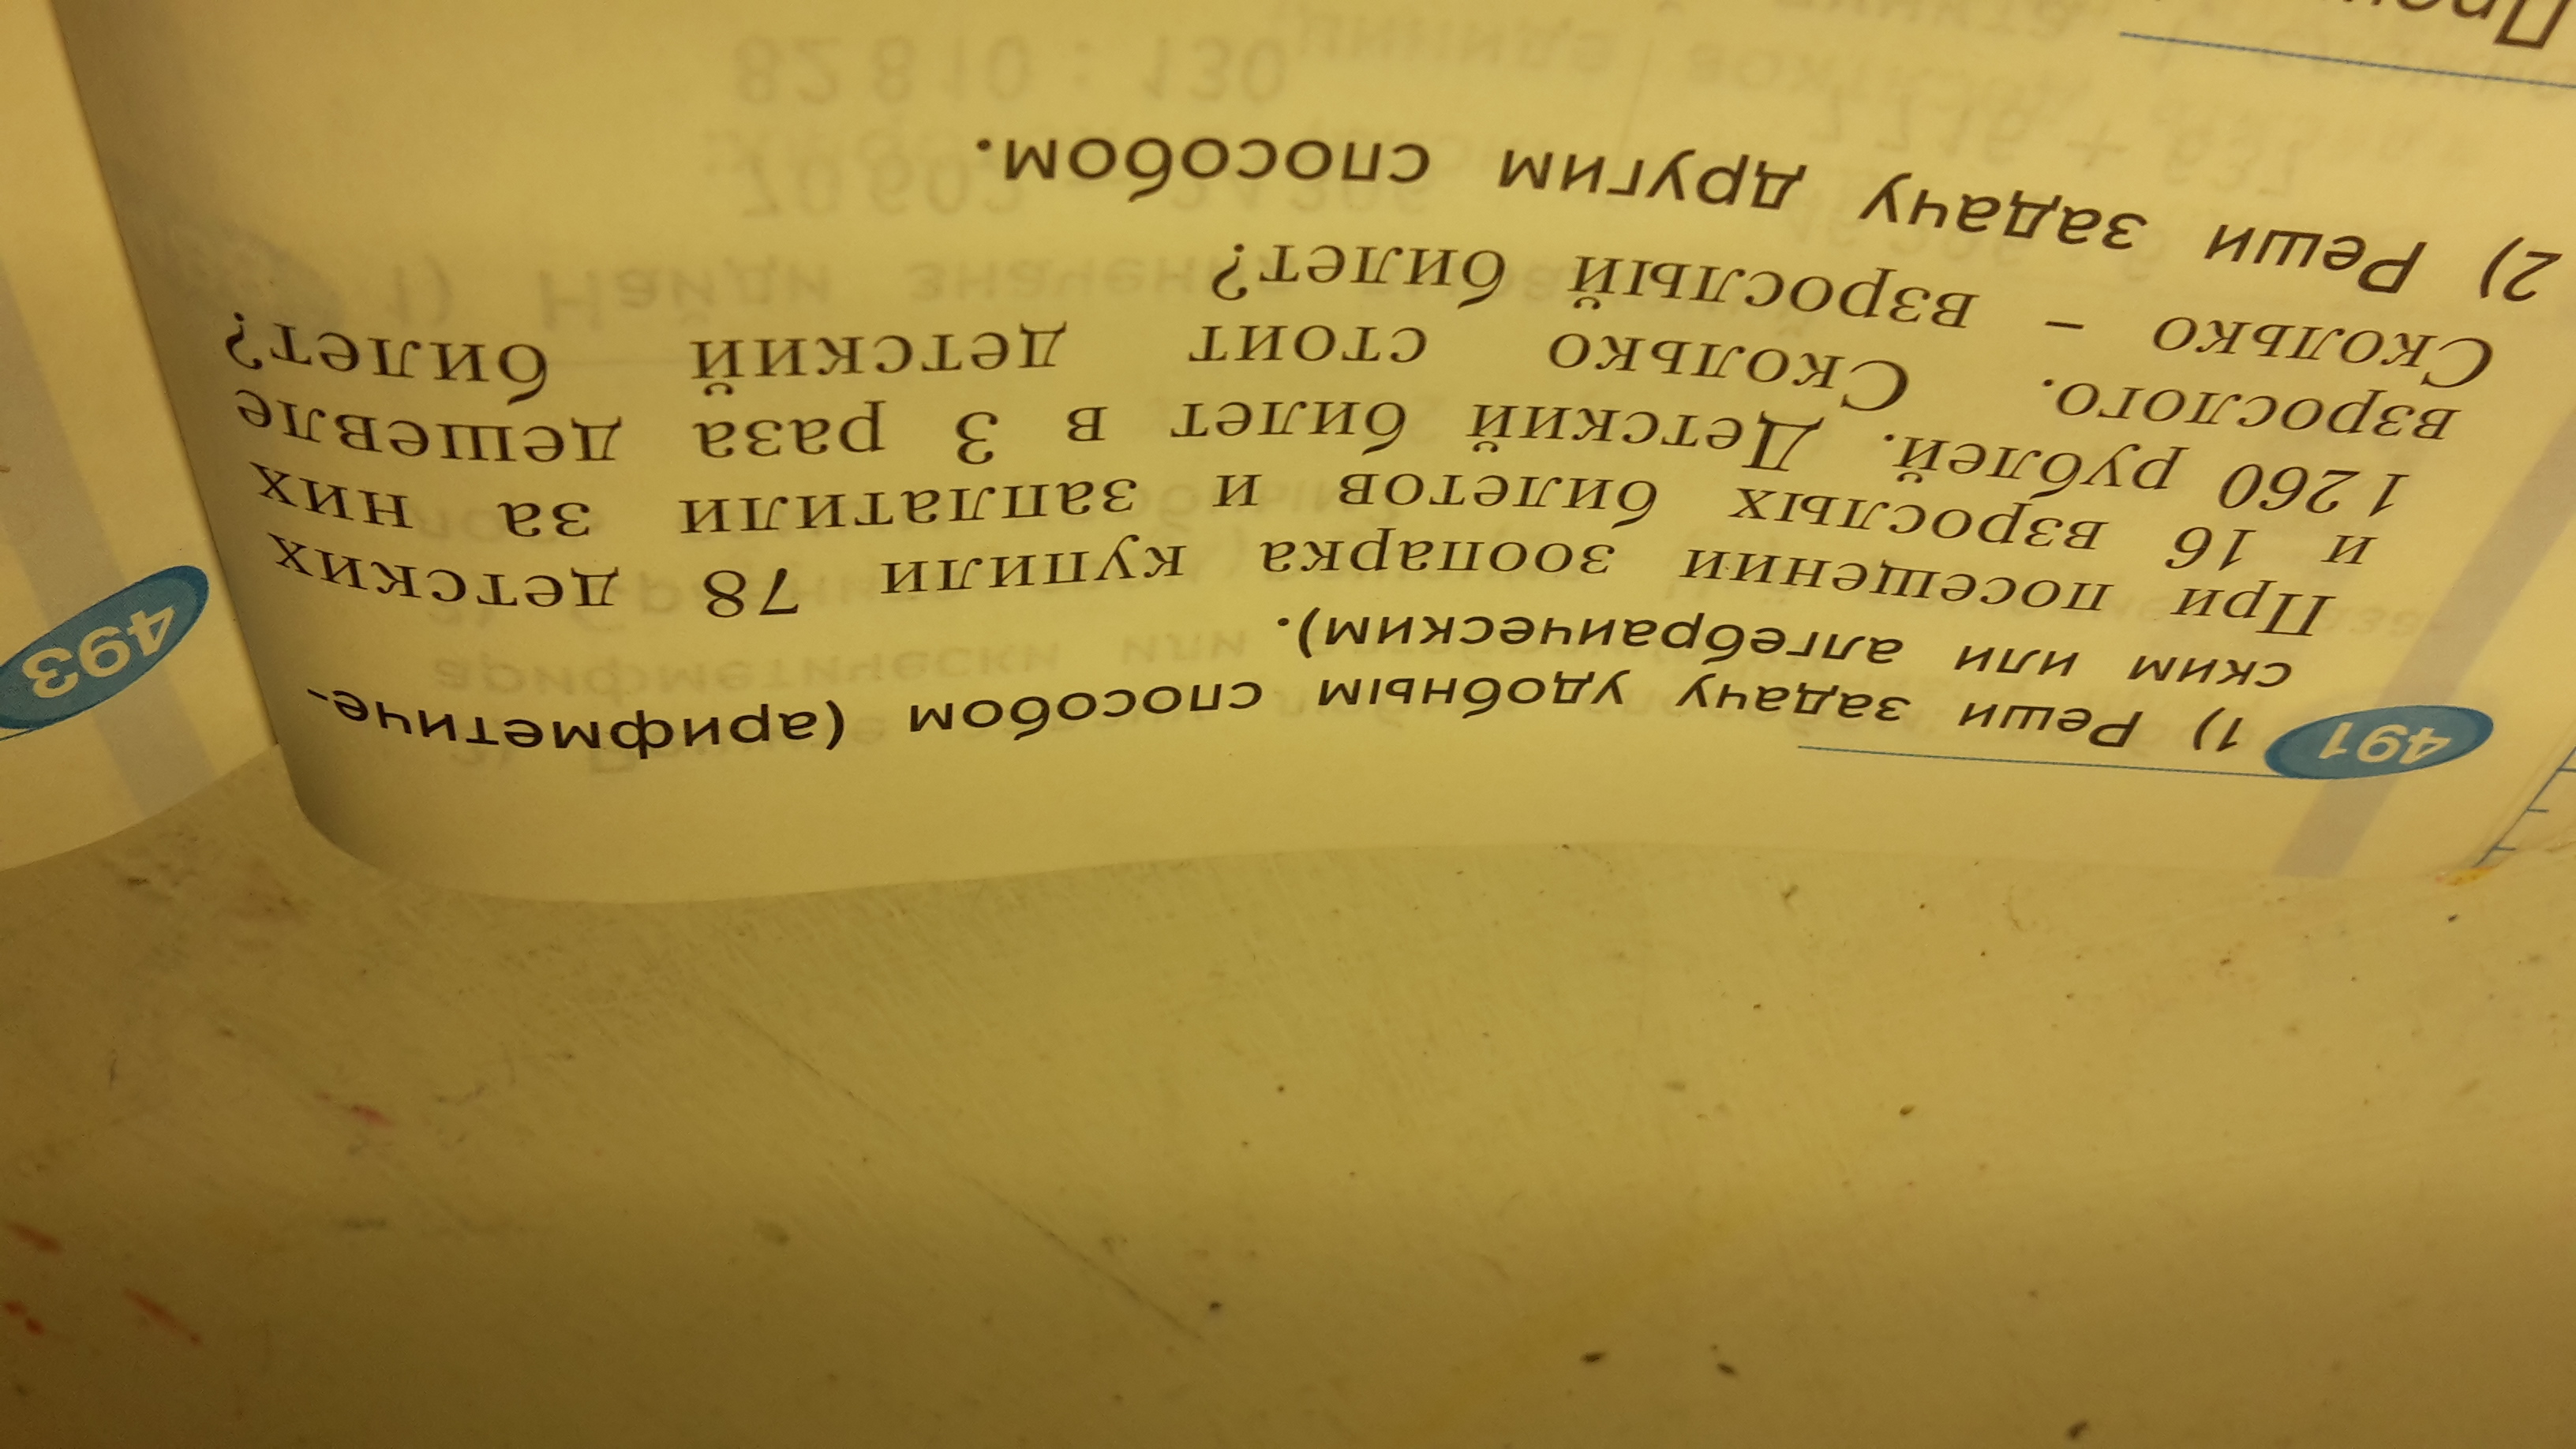 491 1) Реши задачу удобным способом (арифметиче-
ским или алгебраическим).
При посещении зоопарка купили 78 детских
и 16 взрослых билетов и заплатили за них
1 260 рублей. Детский билет в 3 раза дешевле
взрослого. Сколько стоит детский билет?
Сколько – взрослый билет?
2) Реши задачу другим способом.
493